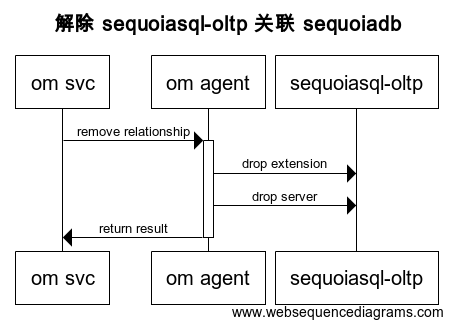 解除 sequoiasql-oltp 关联 sequoiadb
om svc
om agent
sequoiasql-oltp
remove relationship
drop extension
drop server
return result
om svc
om agent
sequoiasql-oltp
www.websequencediagrams.com